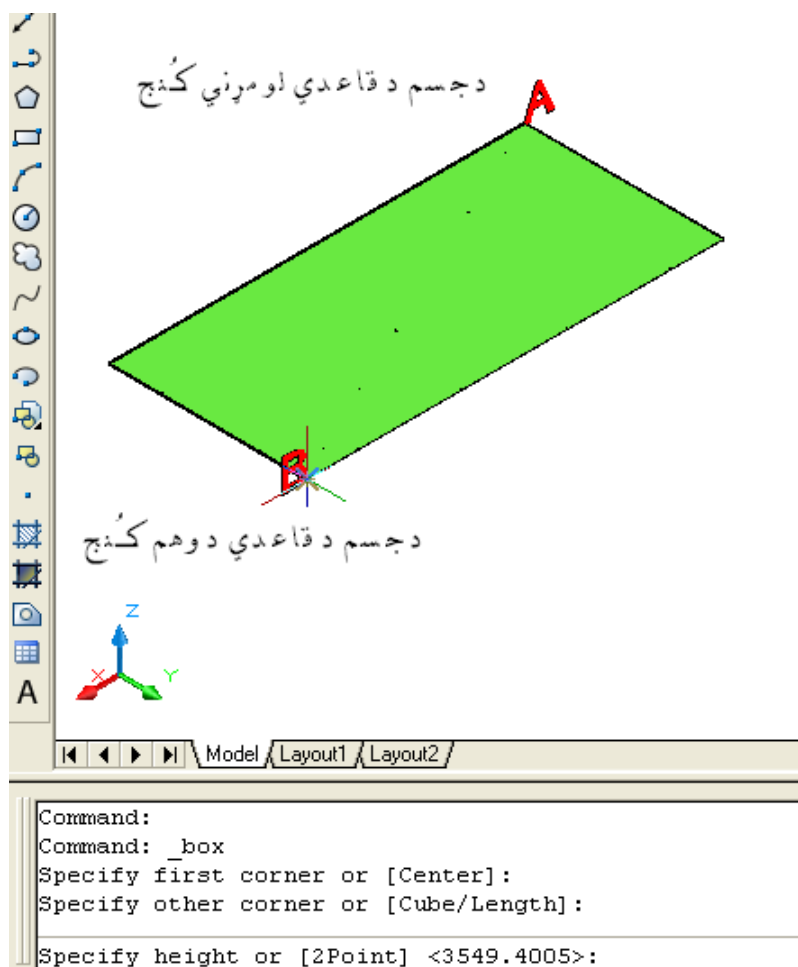 دجسم د قاعدي لومړني کُنج
A
B
دجسم د قاعدي دوهم کُنج
Z
X
Y
A
Model
Layout1
Layout2
Command:
Command: _box
Specify first corner or [Center]:
Specify other corner or [Cube/Length]:
Specify height or [2Point] <3549.4005>: